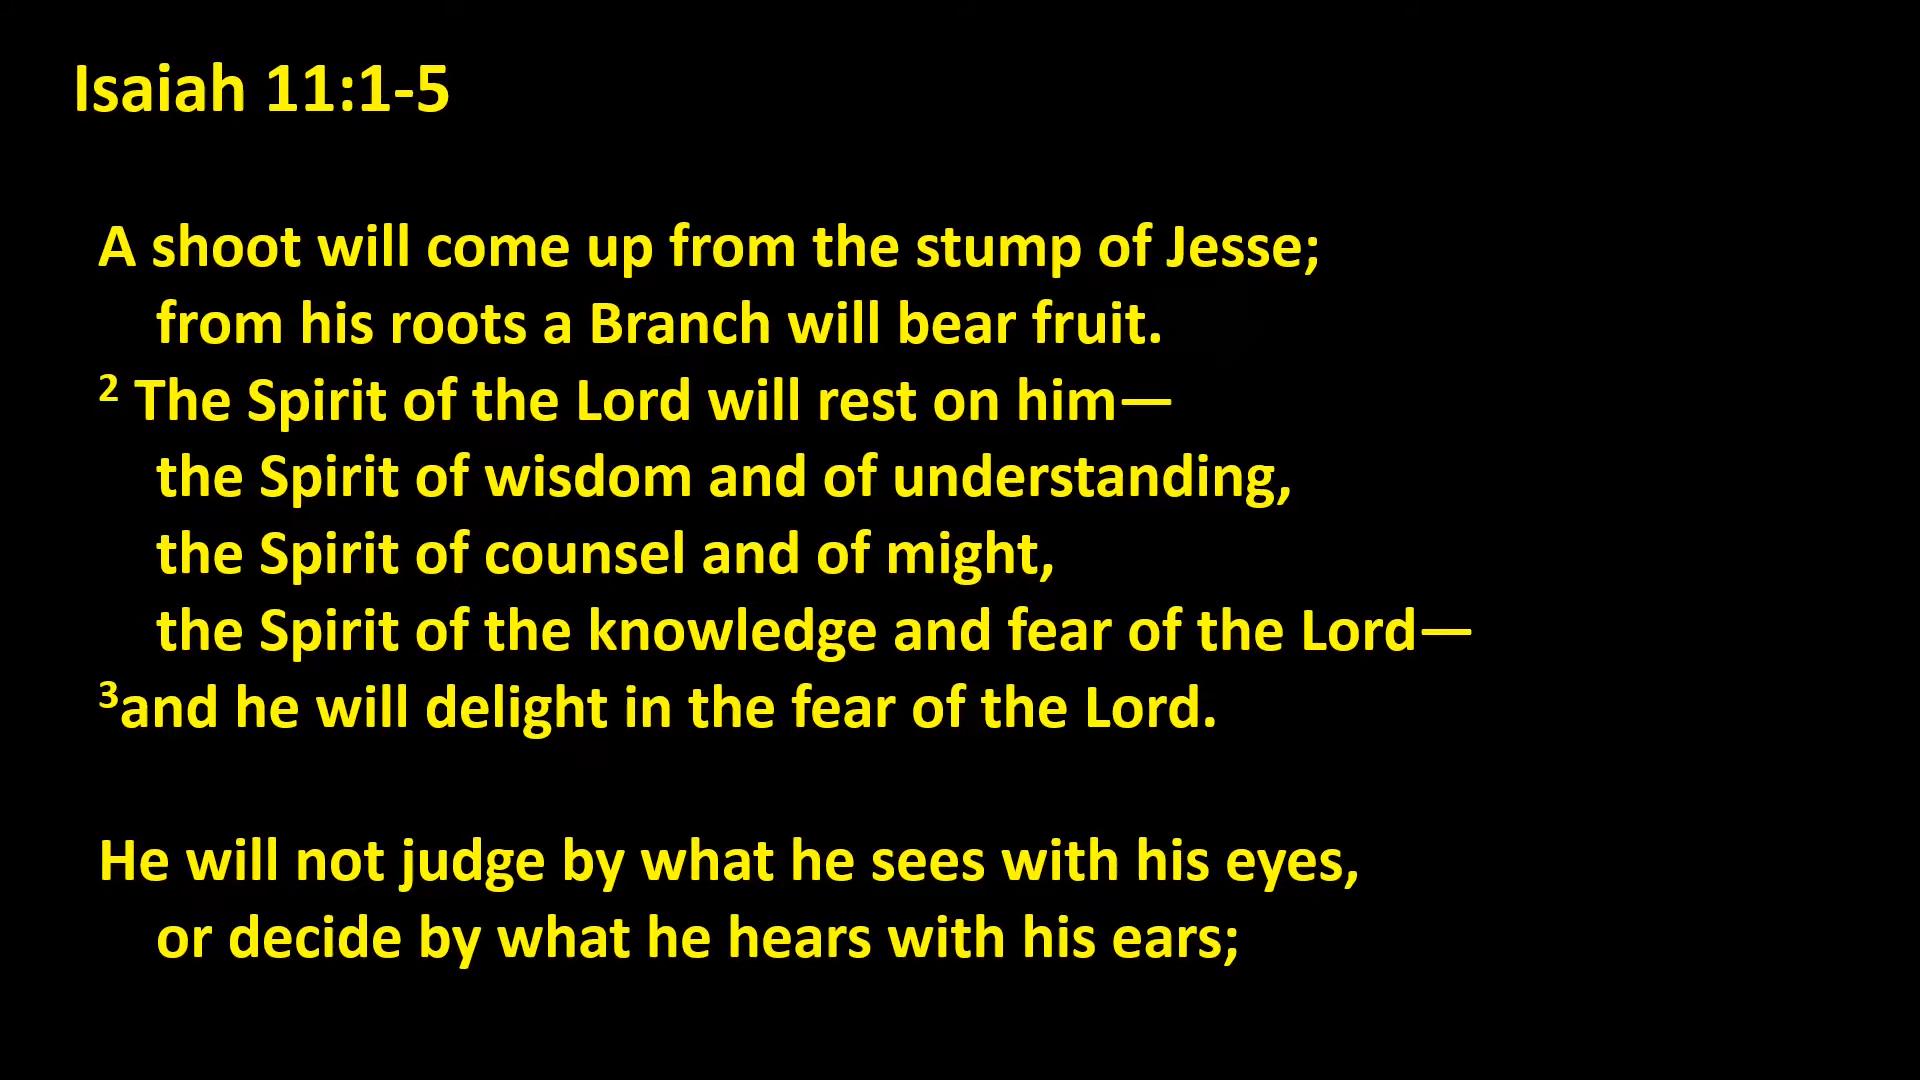 Isaiah 11:1-5
A shoot will come up from the stump of Jesse;
from his roots a Branch will bear fruit.
2 The Spirit of the Lord will rest on him—
the Spirit of wisdom and of understanding,
the Spirit of counsel and of might,
the Spirit of the knowledge and fear of the Lord—
3and he will delight in the fear of the Lord.
He will not judge by what he sees with his eyes,
or decide by what he hears with his ears;